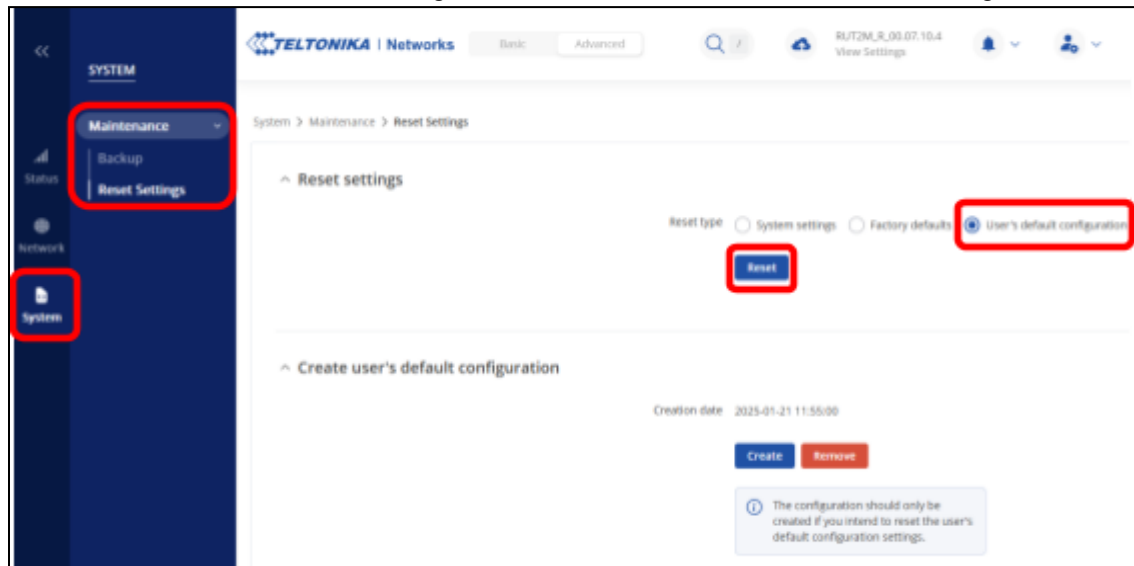 <<
SYSTEM
Maintenance
Backup
Reset Settings
Status
Network
System
TELTONIKA | Networks
Basic
Advanced
/
RUT2M_R_00.07.10.4
View Settings
System > Maintenance > Reset Settings
Reset settings
Reset type
System settings
Factory defaults
User's default configuration
Reset
Create user's default configuration
Creation date 2025-01-21 11:55:00
Create
Remove
The configuration should only be
created if you intend to reset the user's
default configuration settings.